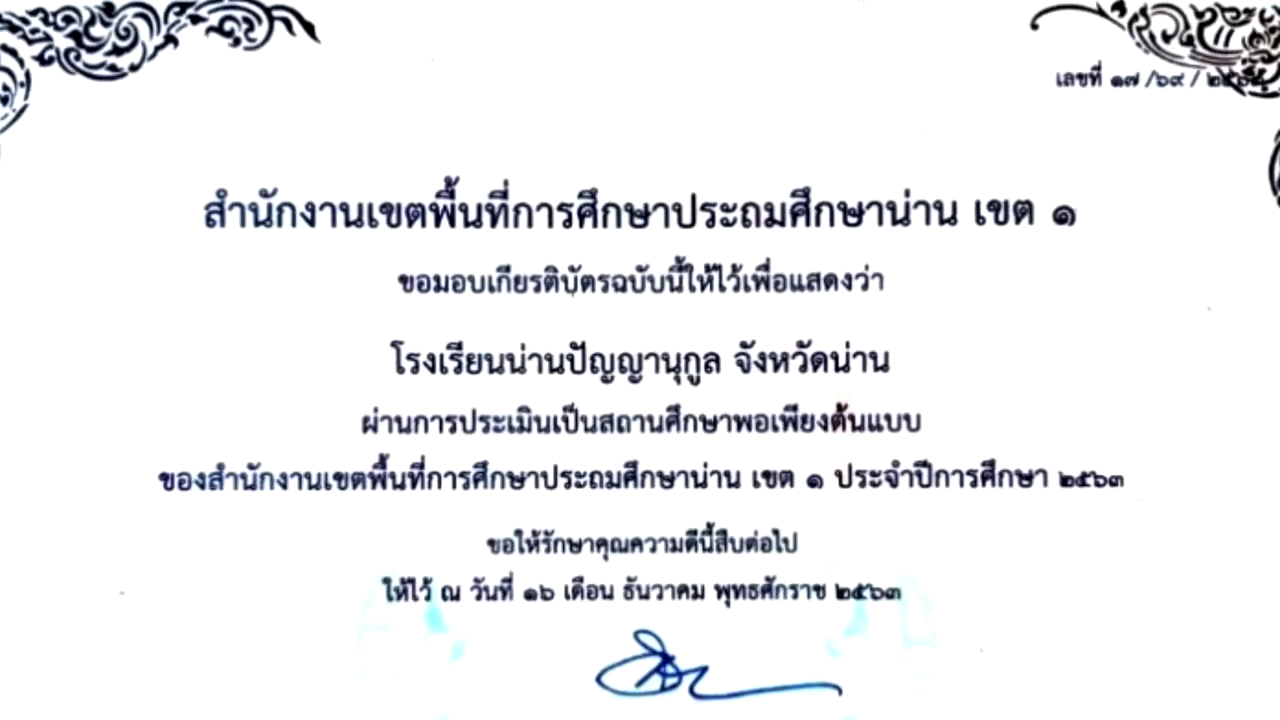 เลขที่ ๑๗ /๖๙ /
สำนักงานเขตพื้นที่การศึกษาประถมศึกษาน่าน เขต ๑
ขอมอบเกียรติบัตรฉบับนี้ให้ไว้เพื่อแสดงว่า
โรงเรียนน่านปัญญานุกูล จังหวัดน่าน
ผ่านการประเมินเป็นสถานศึกษาพอเพียงต้นแบบ
ของสำนักงานเขตพื้นที่การศึกษาประถมศึกษาน่าน เขต ๑ ประจำปีการศึกษา ๒๕๖๓
ขอให้รักษาคุณความดีนี้สืบต่อไป
ให้ไว้ ณ วันที่ ๑๖ เดือน ธันวาคม พุทธศักราช ๒๕๖๓